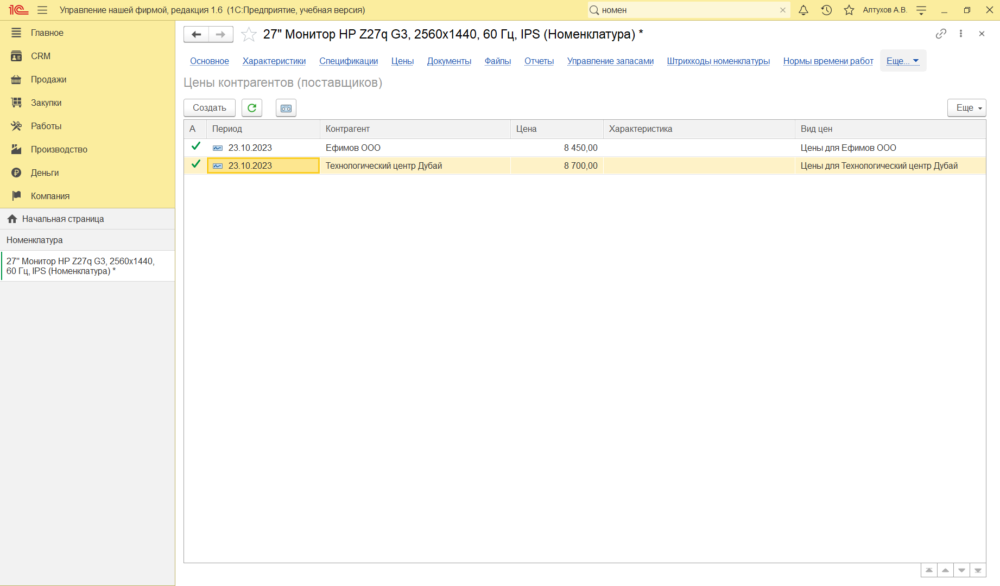 Управление нашей фирмой, редакция 1.6 (1С:Предприятие, учебная версия)
номен
Алтухов А.В.
Главное
CRM
Продажи
Закупки
Работы
Производство
Деньги
Компания
Начальная страница
Номенклатура
27" Монитор HP Z27q G3, 2560x1440,
60 Гц, IPS (Номенклатура) *
27" Монитор HP Z27q G3, 2560x1440, 60 Гц, IPS (Номенклатура) *
Основное Характеристики Спецификации Цены Документы Файлы Отчеты Управление запасами Штрихкоды номенклатуры Нормы времени работ Еще...
Цены контрагентов (поставщиков)
Создать Еще
А Период Контрагент Цена Характеристика Вид цен
23.10.2023 Ефимов ООО 8 450,00 Цены для Ефимов ООО
23.10.2023 Технологический центр Дубай 8 700,00 Цены для Технологический центр Дубай